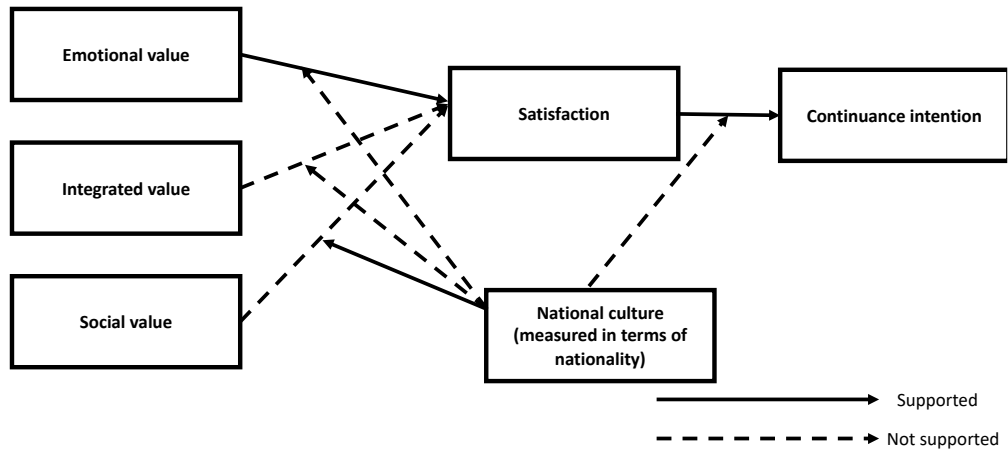 Emotional value
Satisfaction
Continuance intention
Integrated value
Social value
National culture
(measured in terms of
nationality)
Supported
Not supported